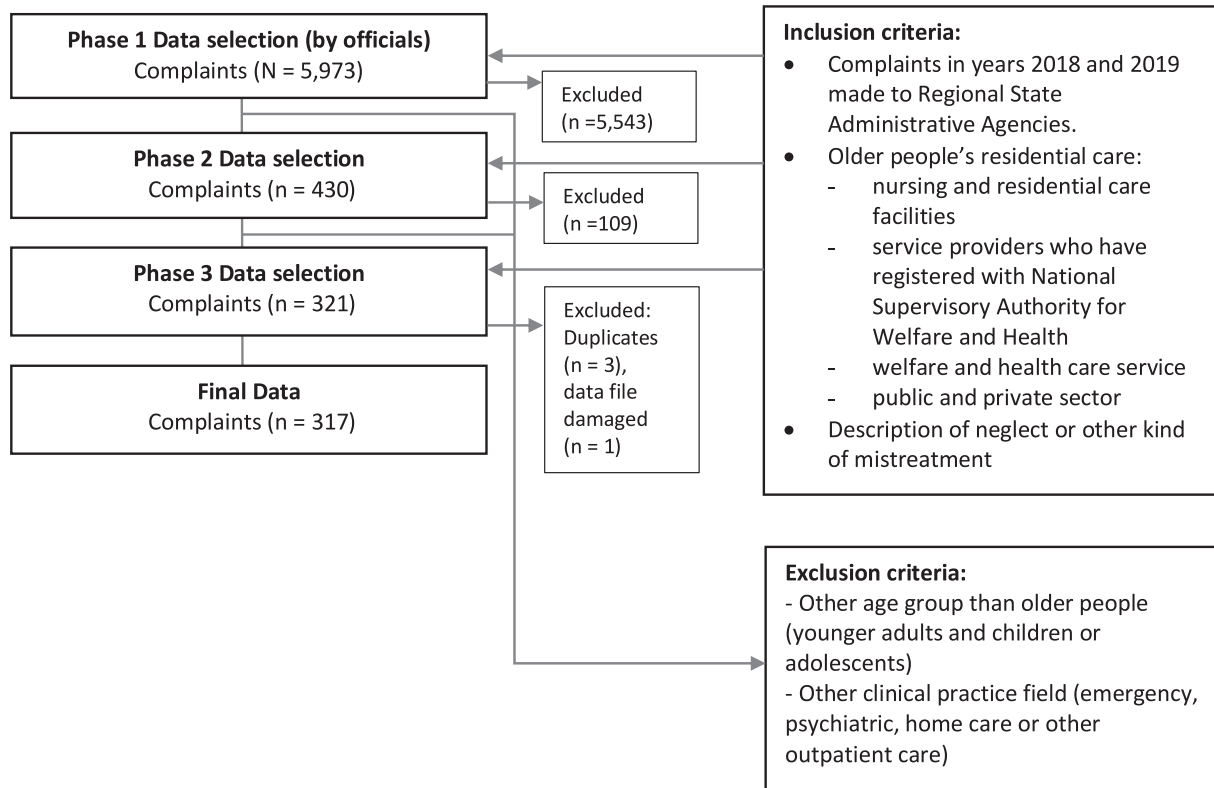 Phase 1 Data selection (by officials)
Complaints (N = 5,973)
Excluded
(n =5,543)
Phase 2 Data selection
Complaints (n = 430)
Excluded
(n =109)
Phase 3 Data selection
Complaints (n = 321)
Excluded:
Duplicates
(n = 3),
data file
damaged
(n = 1)
Final Data
Complaints (n = 317)
Inclusion criteria:
• Complaints in years 2018 and 2019
made to Regional State
Administrative Agencies.
• Older people’s residential care:
- nursing and residential care
facilities
- service providers who have
registered with National
Supervisory Authority for
Welfare and Health
- welfare and health care service
- public and private sector
• Description of neglect or other kind
of mistreatment
Exclusion criteria:
- Other age group than older people
(younger adults and children or
adolescents)
- Other clinical practice field (emergency,
psychiatric, home care or other
outpatient care)